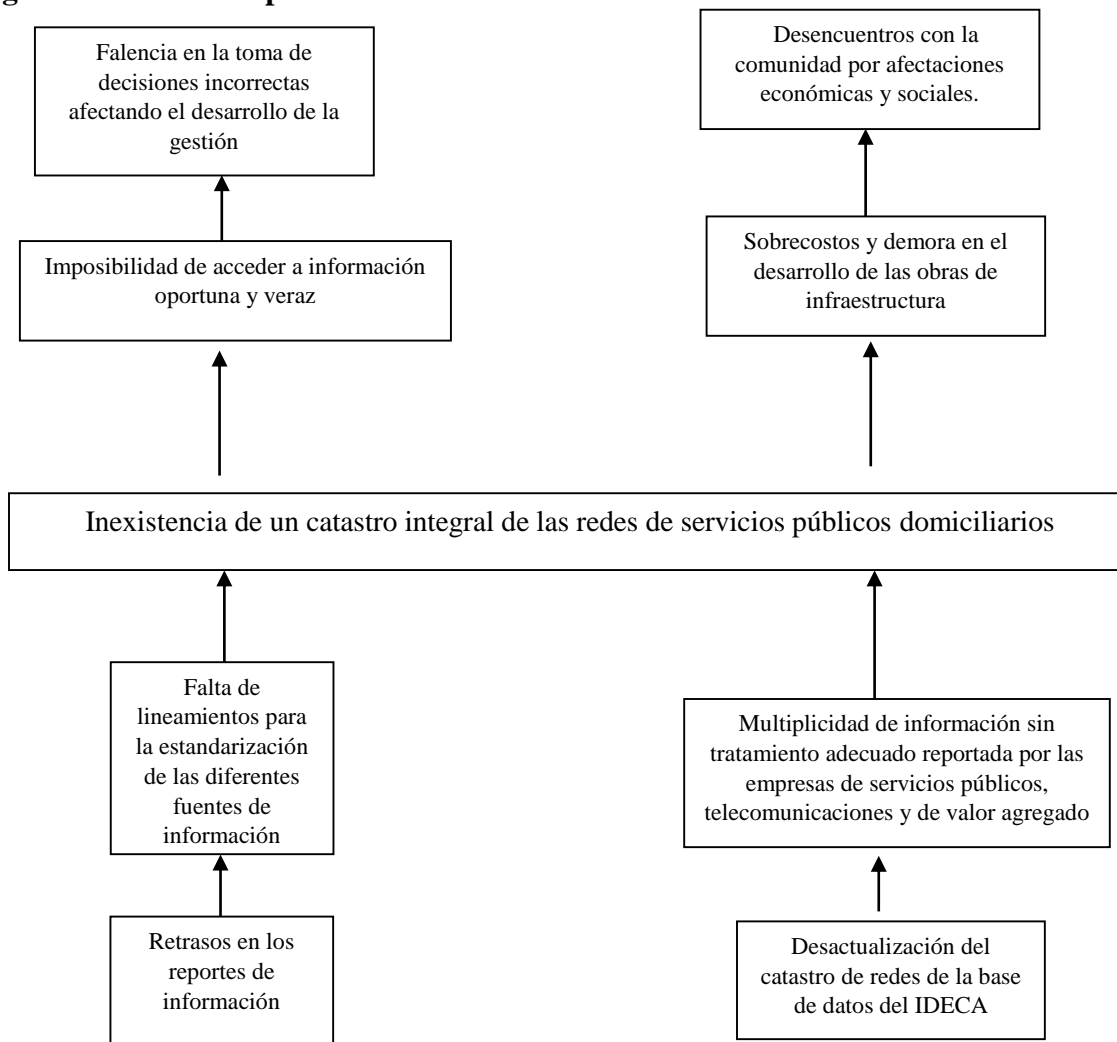 Falencia en la toma de
decisiones incorrectas
afectando el desarrollo de la
gestión
Desencuentros con la
comunidad por afectaciones
económicas y sociales.
Imposibilidad de acceder a información
oportuna y veraz
Sobrecostos y demora en el
desarrollo de las obras de
infraestructura
Inexistencia de un catastro integral de las redes de servicios públicos domiciliarios
Falta de
lineamientos para
la estandarización
de las diferentes
fuentes de
información
Multiplicidad de información sin
tratamiento adecuado reportada por las
empresas de servicios públicos,
telecomunicaciones y de valor agregado
Retrasos en los
reportes de
información
Desactualización del
catastro de redes de la base
de datos del IDECA